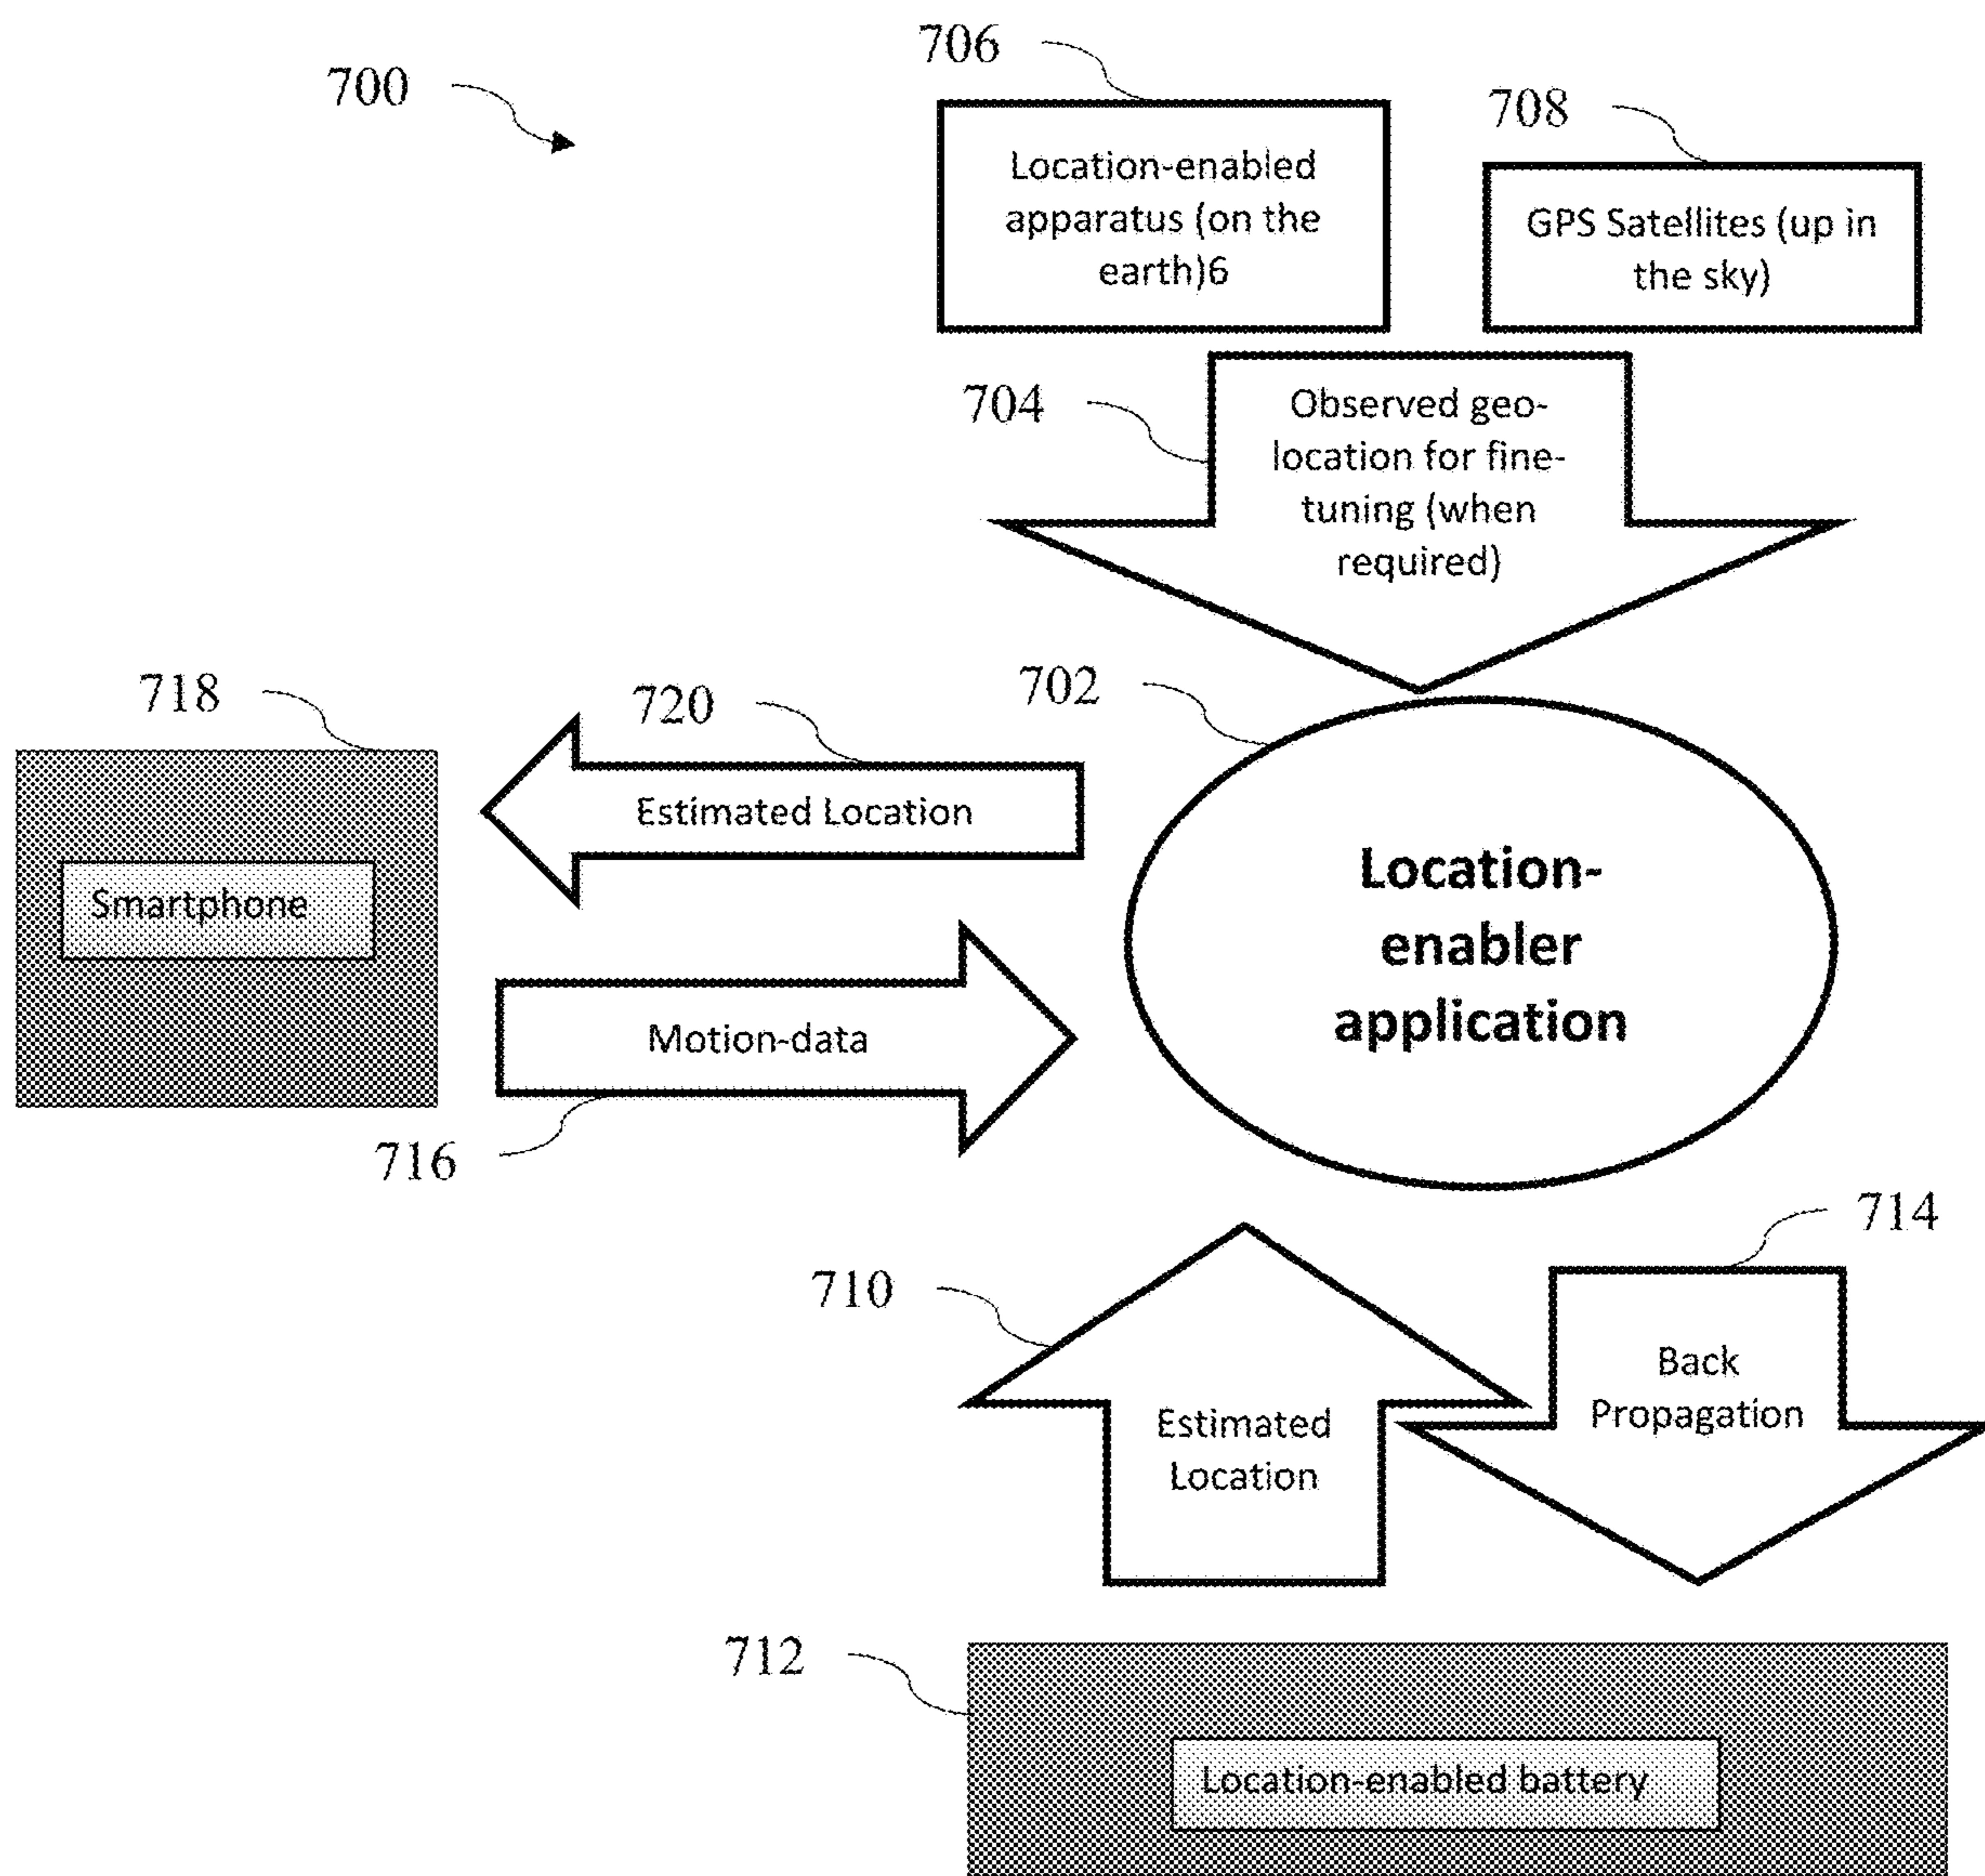 706
700
708
Location-enabled
apparatus (on the
earth)6
GPS Satellites (up in
the sky)
704
Observed geo-
location for fine-
tuning (when
required)
718
720
702
Estimated Location
Smartphone
Location-
enabler
application
Motion-data
716
714
710
Back
Propagation
Estimated
Location
712
Location-enabled battery